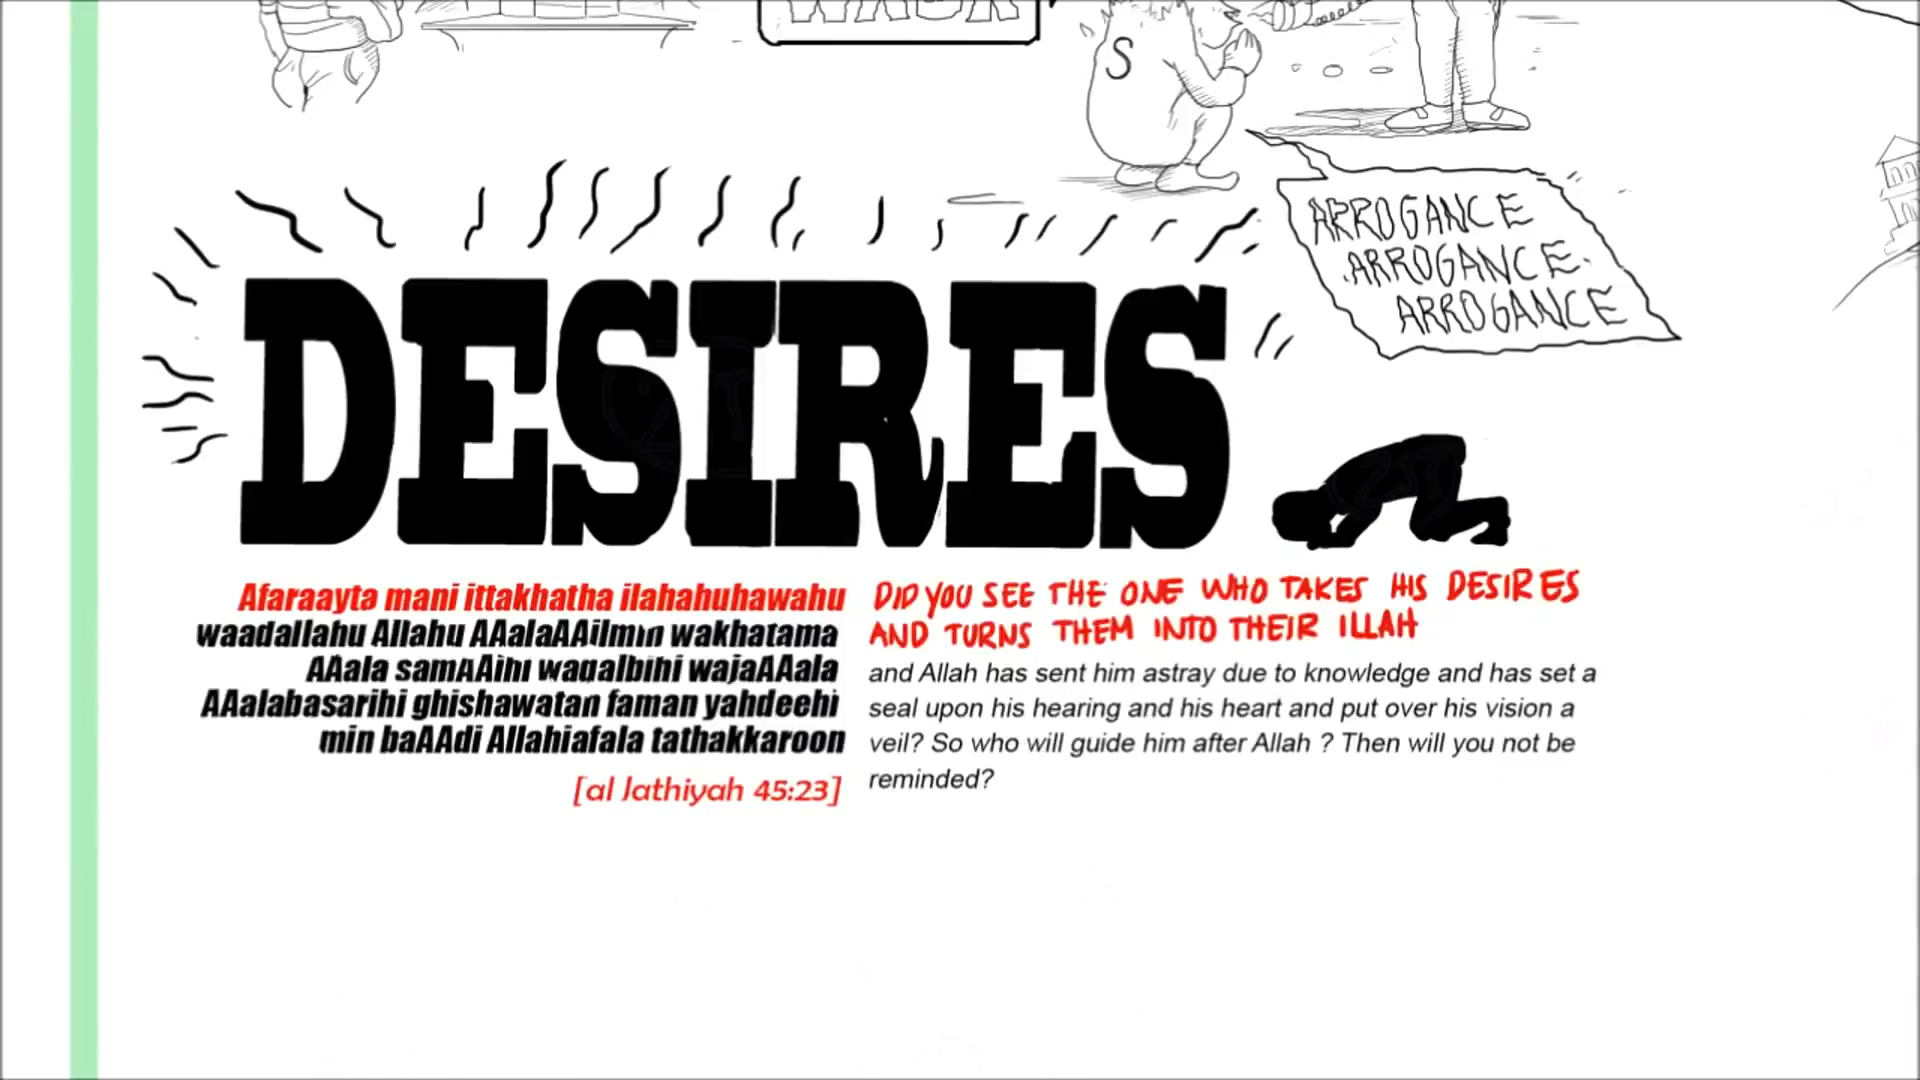 S
ARROGANCE
ARROGANCE
ARROGANCE
DESIRES
Afaraayta mani ittakhatha ilahahuhawahu
waadallahu Allahu AAalaAAilmin wakhatama
AAala samAAihi waqalbihi wajaAAala
AAalabasarihi ghishawatan faman yahdeehi
min baAAdi Allahiafala tathakkaroon
[al Jathiyah 45:23]
DID YOU SEE THE ONE WHO TAKES HIS DESIRES
AND TURNS THEM INTO THEIR ILLAH
and Allah has sent him astray due to knowledge and has set a
seal upon his hearing and his heart and put over his vision a
veil? So who will guide him after Allah ? Then will you not be
reminded?